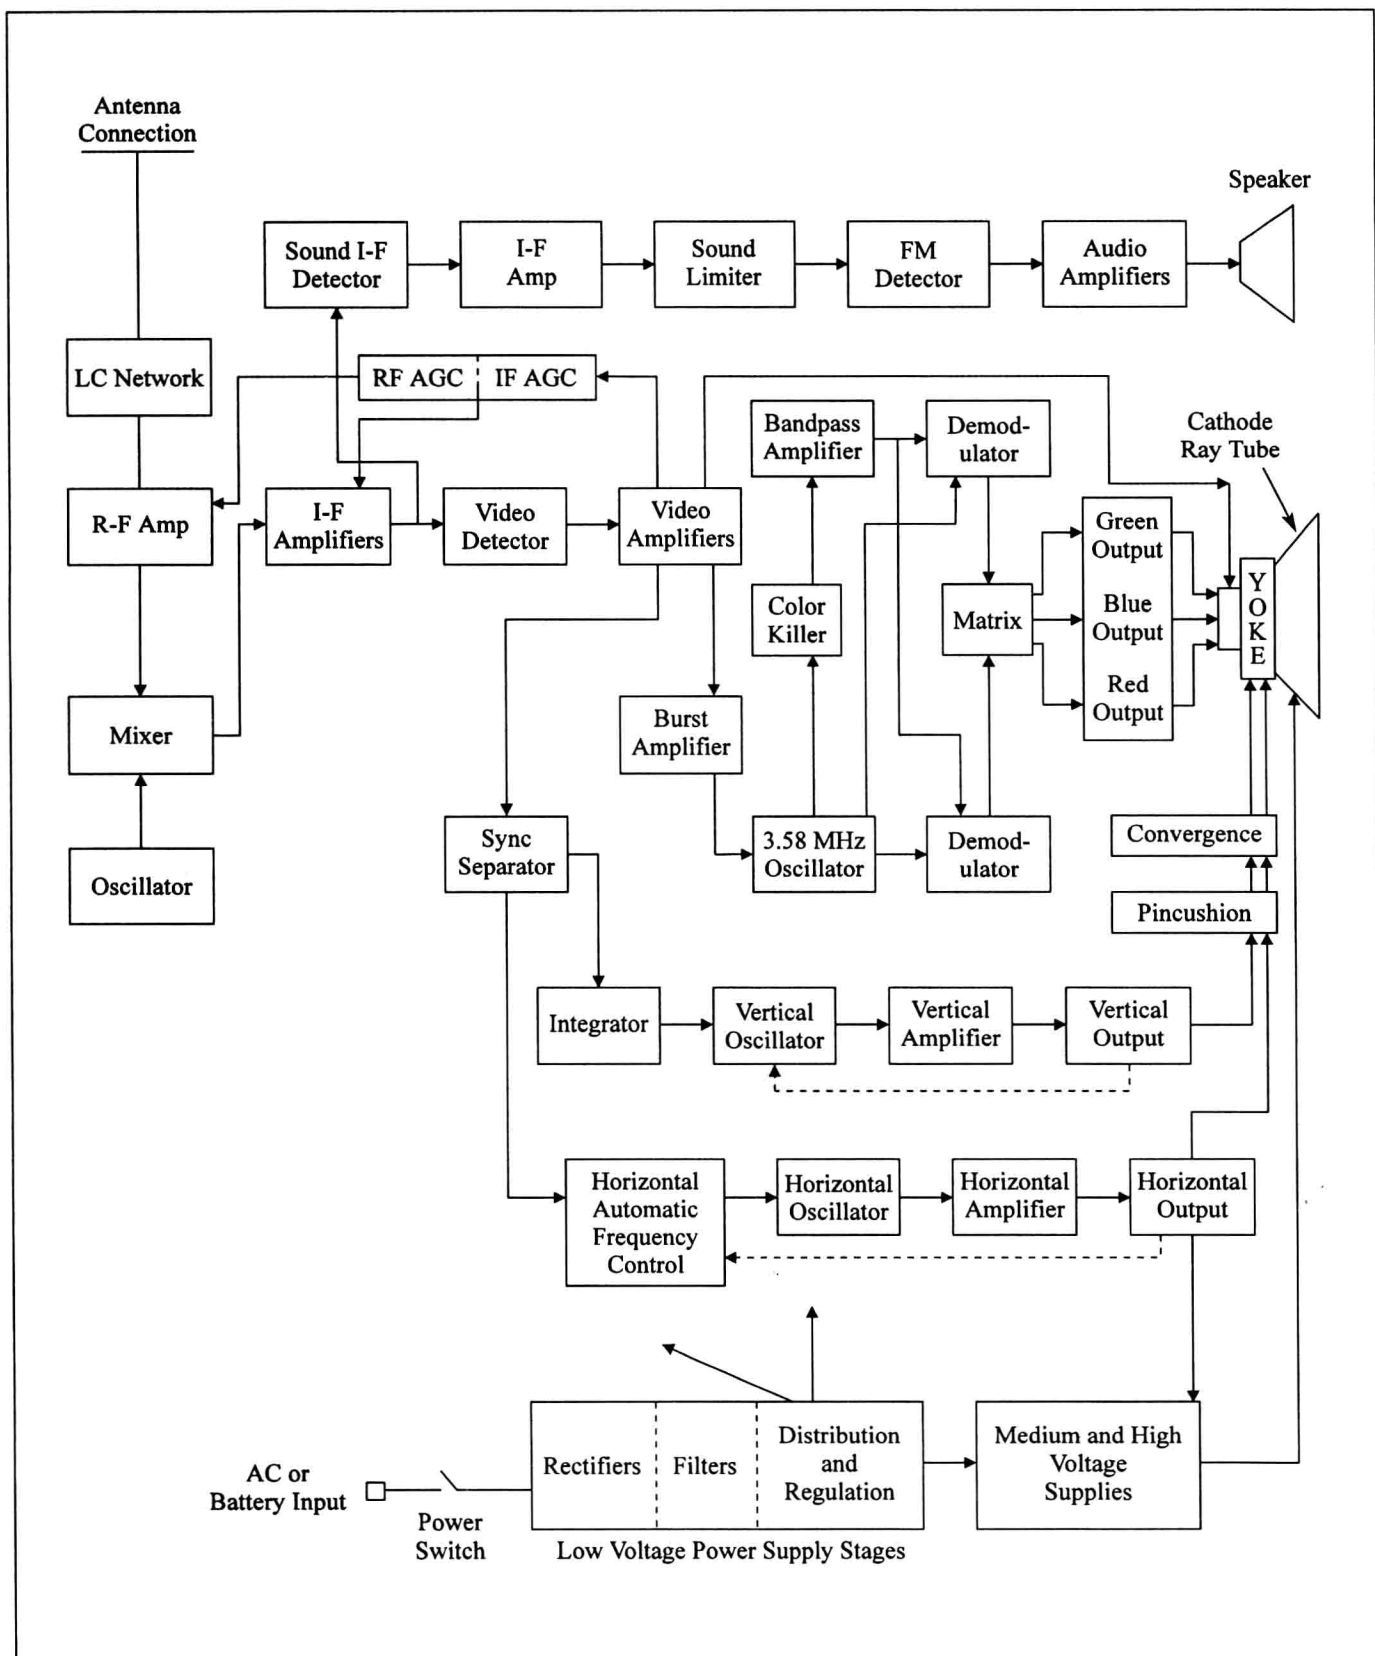 Antenna
Connection
Speaker
Sound I-F
Detector
I-F
Amp
Sound
Limiter
FM
Detector
Audio
Amplifiers
LC Network
RF AGC
IF AGC
Bandpass
Amplifier
Demod-
ulator
Cathode
Ray Tube
R-F Amp
I-F
Amplifiers
Video
Detector
Video
Amplifiers
Green
Output
Blue
Output
Red
Output
Y
O
K
E
Color
Killer
Matrix
Mixer
Burst
Amplifier
Oscillator
Sync
Separator
3.58 MHz
Oscillator
Demod-
ulator
Convergence
Pincushion
Integrator
Vertical
Oscillator
Vertical
Amplifier
Vertical
Output
Horizontal
Automatic
Frequency
Control
Horizontal
Oscillator
Horizontal
Amplifier
Horizontal
Output
AC or
Battery Input
Power
Switch
Rectifiers
Filters
Distribution
and
Regulation
Medium and High
Voltage
Supplies
Low Voltage Power Supply Stages